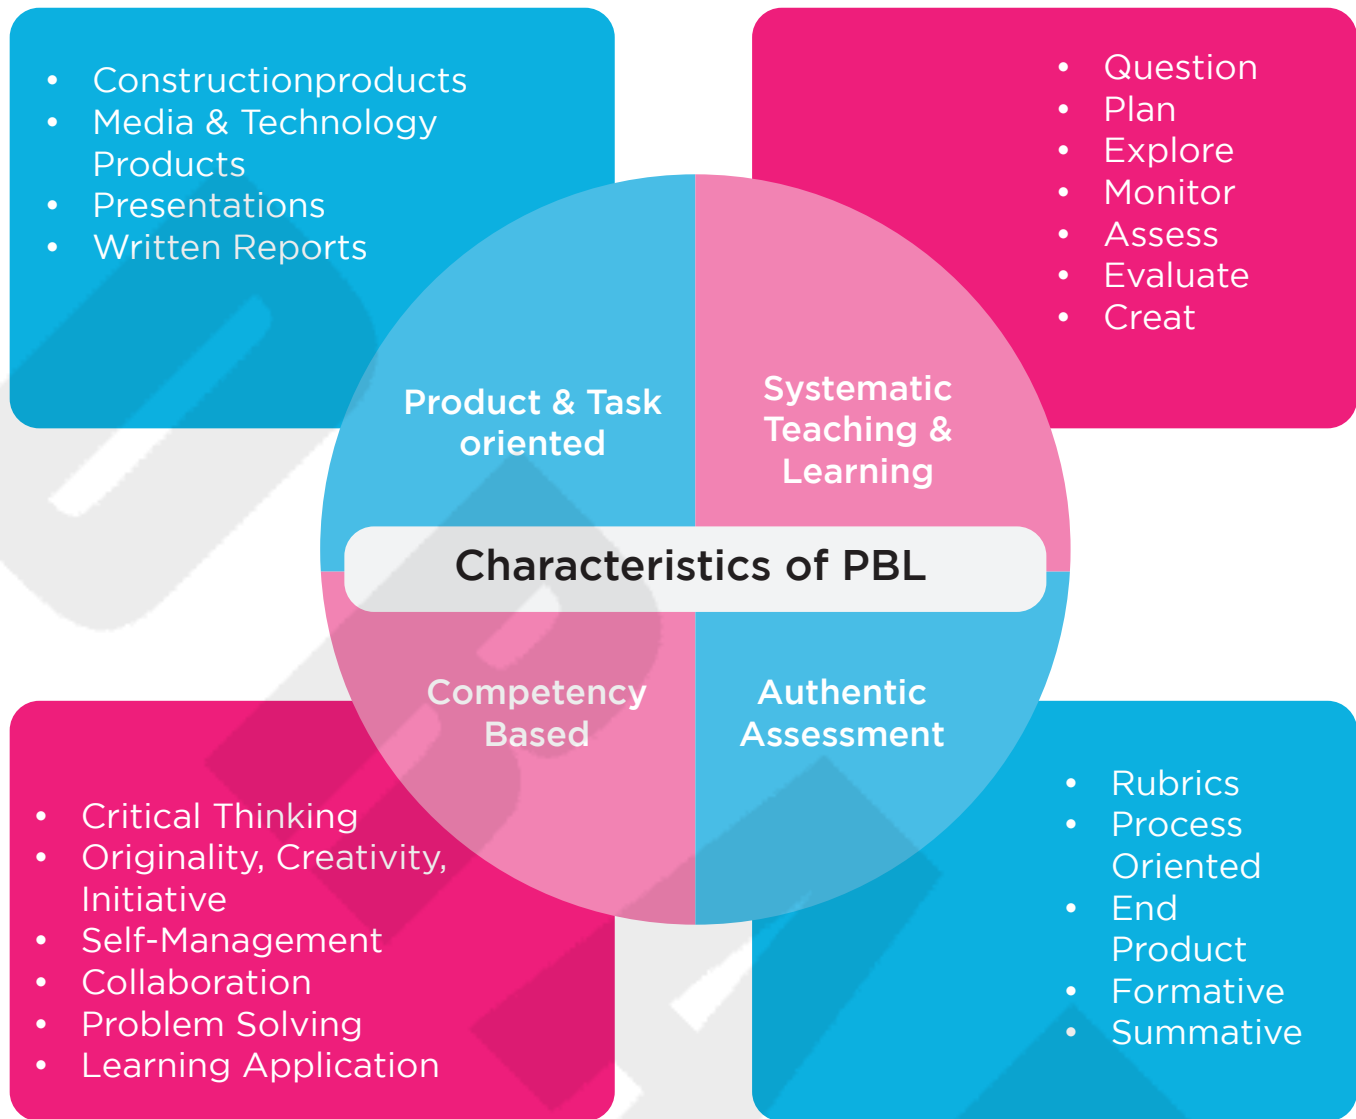 • Constructionproducts
• Media & Technology
Products
• Presentations
• Written Reports
• Question
• Plan
• Explore
• Monitor
• Assess
• Evaluate
• Creat
Product & Task
oriented
Systematic
Teaching &
Learning
Characteristics of PBL
Competency
Based
Authentic
Assessment
• Critical Thinking
• Originality, Creativity,
Initiative
• Self-Management
• Collaboration
• Problem Solving
• Learning Application
• Rubrics
• Process
Oriented
• End
Product
• Formative
• Summative